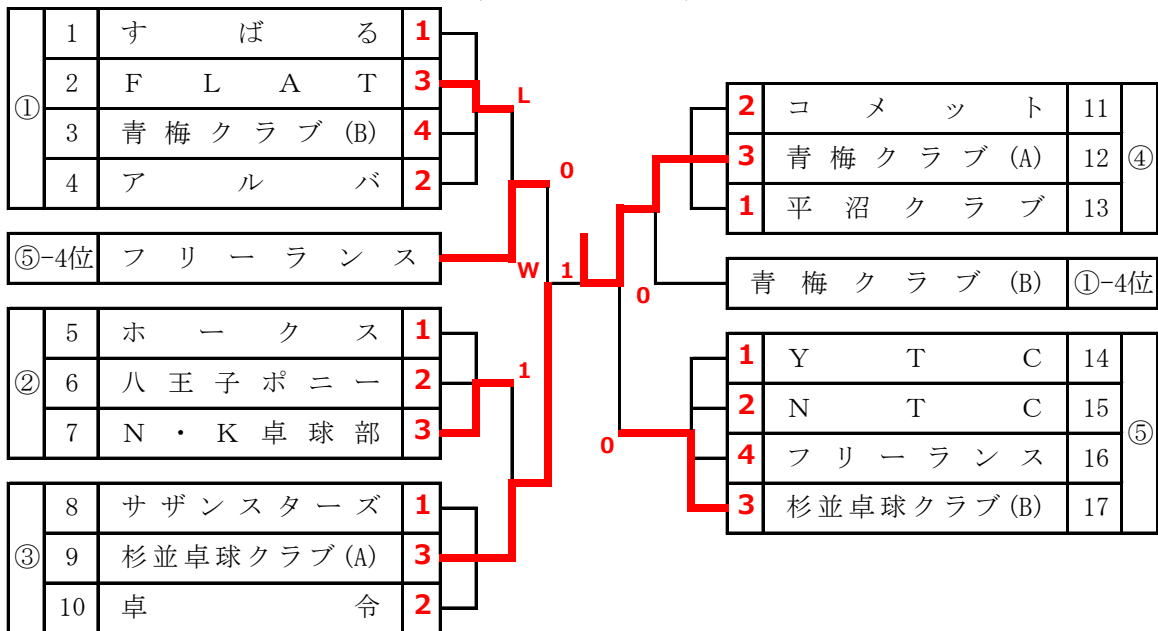 ① 1 すばる 1
2 FLAT 3
3 青梅クラブ(B) 4
4 アルバ 2
⑤-4位 フリーランス
② 5 ホークス 1
6 八王子ポニー 2
7 N・K卓球部 3
③ 8 サザンスターズ 1
9 杉並卓球クラブ(A) 3
10 卓令 2
L
0
W 1
1
0
0
2 コメット 11 ④
3 青梅クラブ(A) 12
1 平沼クラブ 13
青梅クラブ(B) ①-4位
1 YTC 14 ⑤
2 NTC 15
4 フリーランス 16
3 杉並卓球クラブ(B) 17